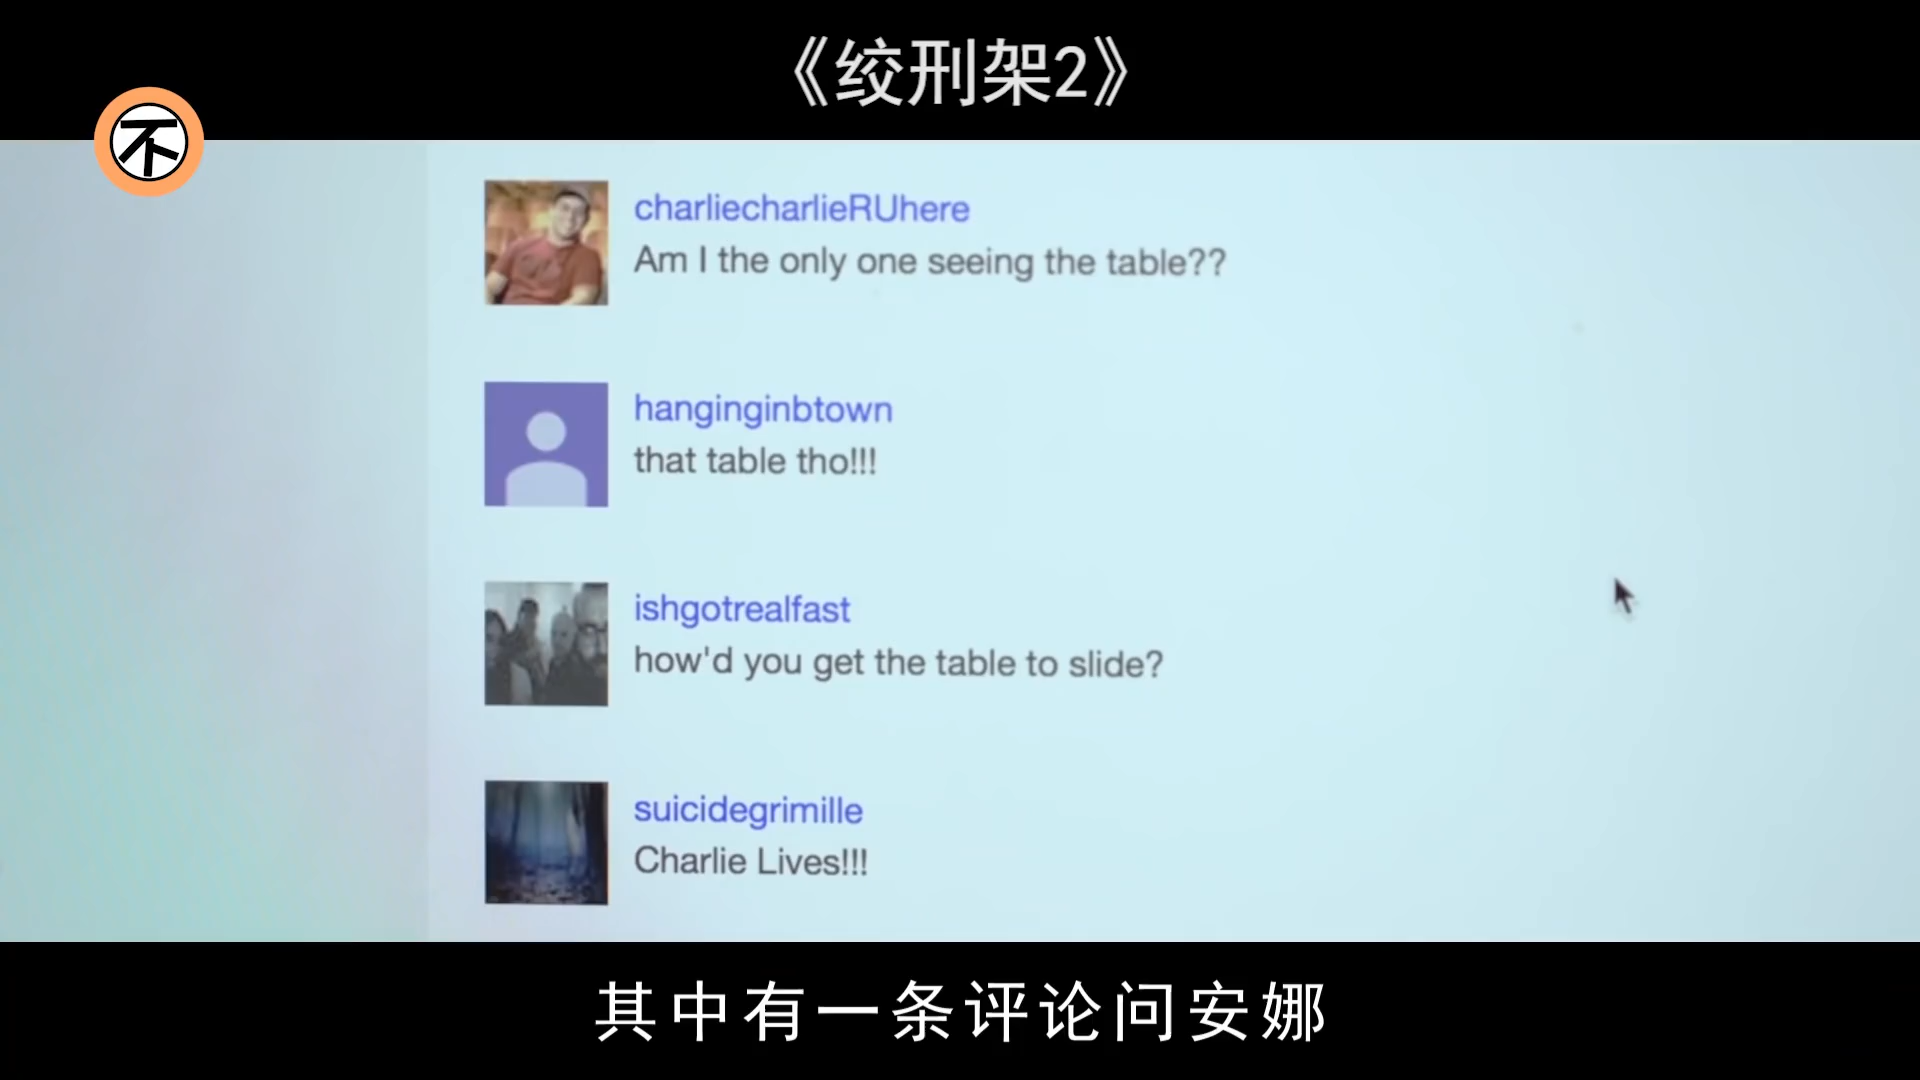 《绞刑架2》
不
charliecharlieRUhere
Am I the only one seeing the table??
hanginginbtown
that table tho!!!
ishgotrealfast
how'd you get the table to slide?
suicidegrimille
Charlie Lives!!!
其中有一条评论问安娜